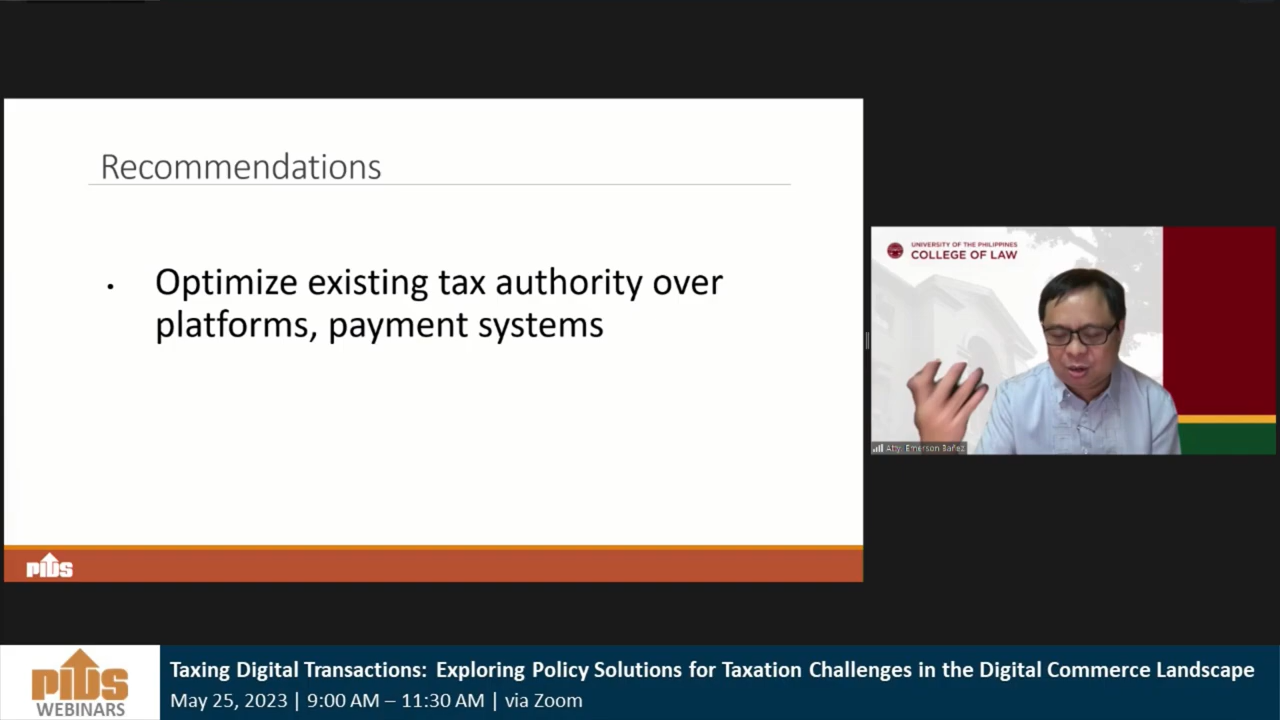 Recommendations
• Optimize existing tax authority over
platforms, payment systems
pids
UNIVERSITY OF THE PHILIPPINES
COLLEGE OF LAW
Aty. Emerson Bañez
pids
WEBINARS
Taxing Digital Transactions: Exploring Policy Solutions for Taxation Challenges in the Digital Commerce Landscape
May 25, 2023 | 9:00 AM – 11:30 AM | via Zoom